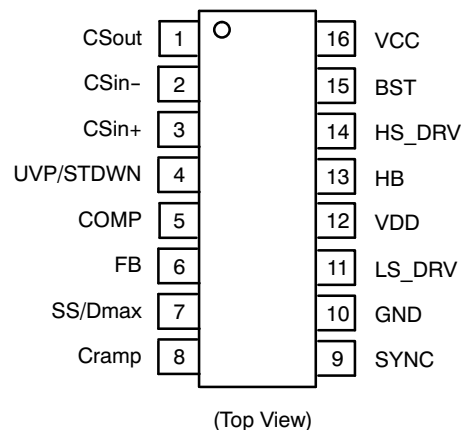 CSout 1 16 VCC
CSin− 2 15 BST
CSin+ 3 14 HS_DRV
UVP/STDWN 4 13 HB
COMP 5 12 VDD
FB 6 11 LS_DRV
SS/Dmax 7 10 GND
Cramp 8 9 SYNC
(Top View)